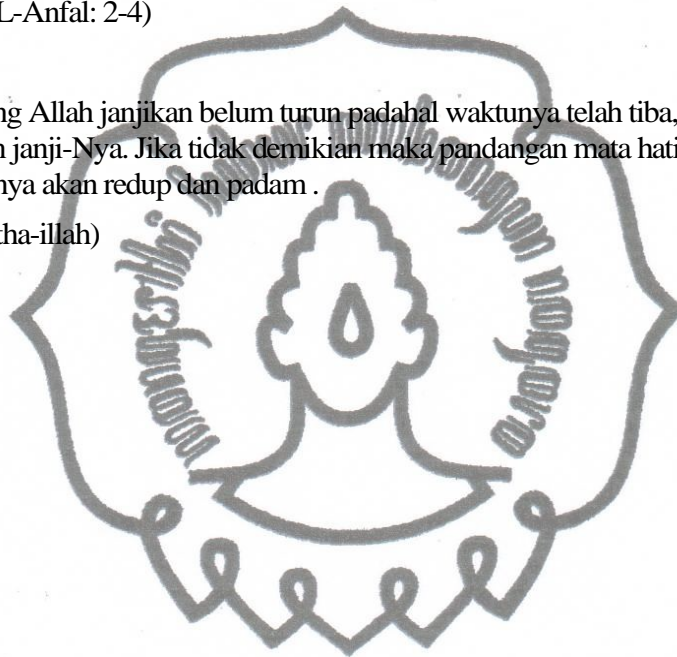 L-Anfal: 2-4)
ng Allah janjikan belum turun padahal waktunya telah tiba,
n janji-Nya. Jika tidak demikian maka pandangan mata hati
nya akan redup dan padam .
tha-illah)